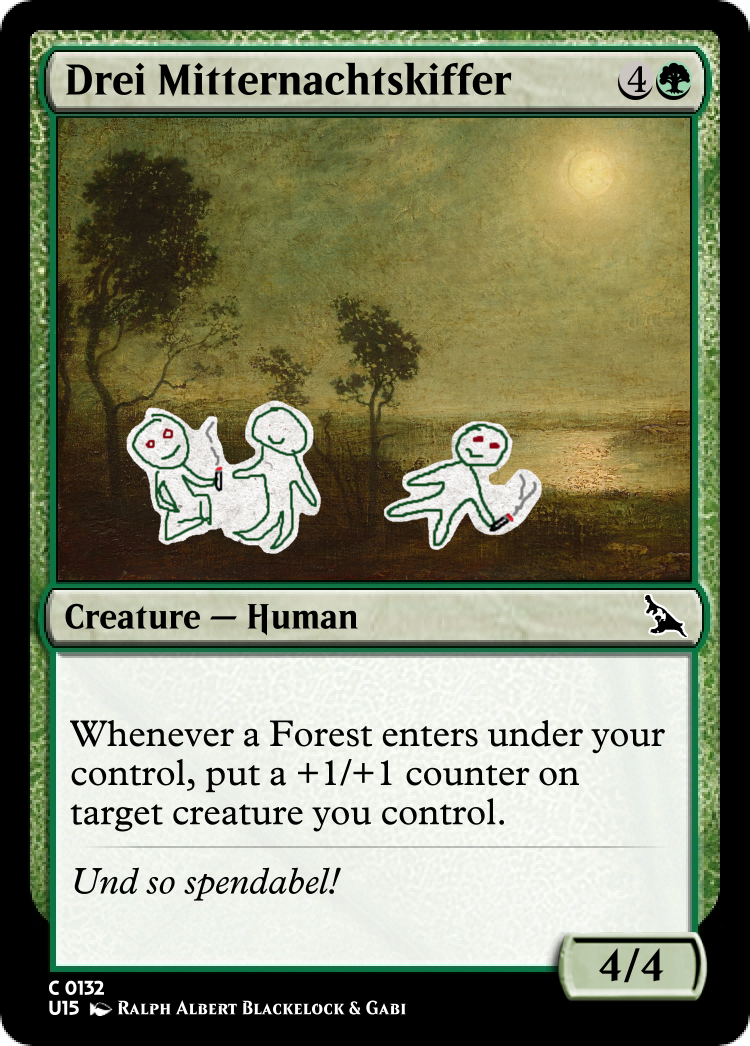 Drei Mitternachtskiffer 4
Creature — Human
Whenever a Forest enters under your
control, put a +1/+1 counter on
target creature you control.
Und so spendabel!
4/4
C 0132
U15 Ralph Albert Blackelock & Gabi